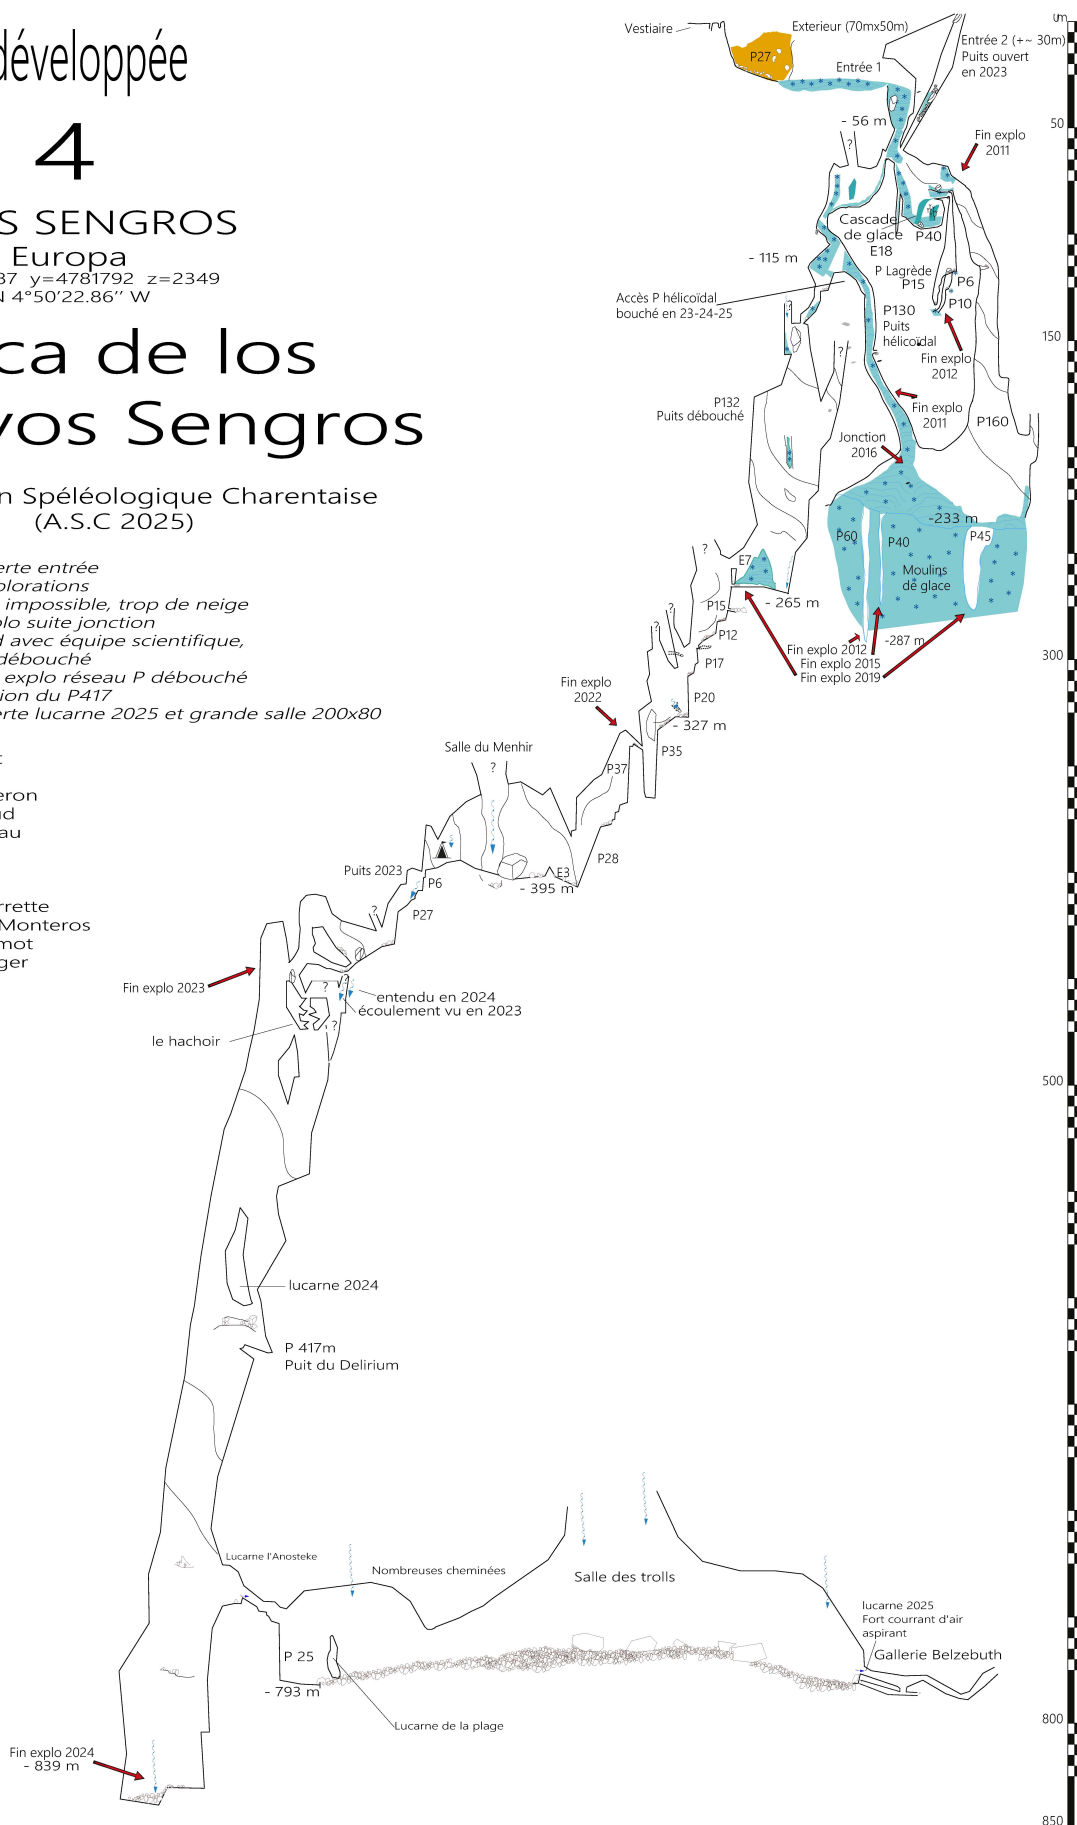 développée
4
S SENGROS
Europa
37 y=4781792 z=2349
N 4°50'22.86'' W
ca de los
yos Sengros
n Spéléologique Charentaise
(A.S.C 2025)
erte entrée
plorations
impossible, trop de neige
plo suite jonction
d avec équipe scientifique,
débouché
explo réseau P débouché
tion du P417
erte lucarne 2025 et grande salle 200x80
t
eron
ud
au
rrette
Monteros
mot
ger
Vestiaire
Exterieur (70mx50m)
P27
Entrée 1
Entrée 2 (+~ 30m)
Puits ouvert
en 2023
0m
50
- 56 m
?
Fin explo
2011
Cascade
de glace
E18
P40
- 115 m
P Lagrède
P15
P6
P10
Accès P hélicoïdal
bouché en 23-24-25
?
P130
Puits
hélicoïdal
150
?
Fin explo
2012
P132
Puits débouché
Fin explo
2011
P160
Jonction
2016
-233 m
P60
P40
P45
Moulins
de glace
?
E7
- 265 m
P15
?
?
P12
-287 m
Fin explo 2012
Fin explo 2015
Fin explo 2019
300
P17
P20
Fin explo
2022
- 327 m
P35
Salle du Menhir
?
P37
P28
Puits 2023
P6
E3
- 395 m
P27
?
Fin explo 2023
?
?
entendu en 2024
écoulement vu en 2023
?
le hachoir
500
lucarne 2024
P 417m
Puit du Delirium
Lucarne l'Anosteke
Nombreuses cheminées
Salle des trolls
lucarne 2025
Fort courrant d'air
aspirant
Gallerie Belzebuth
P 25
- 793 m
Lucarne de la plage
800
Fin explo 2024
- 839 m
850